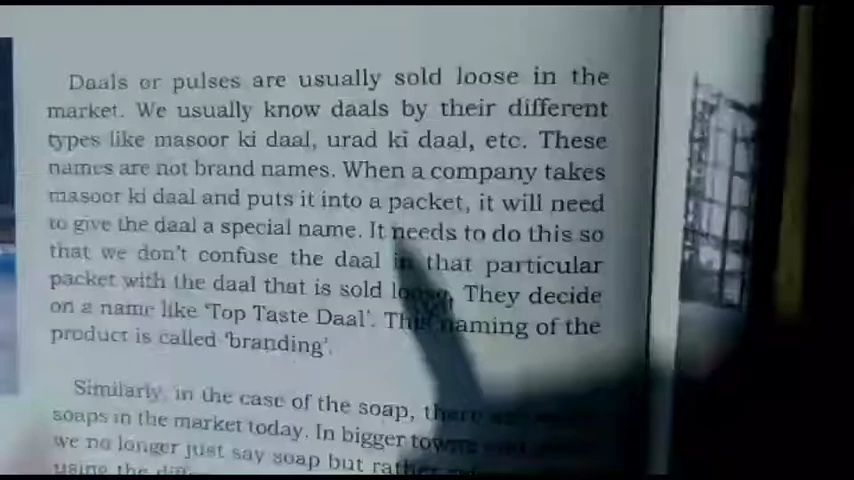 Daals or pulses are usually sold loose in the
market. We usually know daals by their different
types like masoor ki daal, urad ki daal, etc. These
names are not brand names. When a company takes
masoor ki daal and puts it into a packet, it will need
to give the daal a special name. It needs to do this so
that we don't confuse the daal in that particular
packet with the daal that is sold loose. They decide
on a name like 'Top Taste Daal'. This naming of the
product is called 'branding'.
Similarly, in the case of the soap, there
soaps in the market today. In bigger towns
we no longer just say soap but rather
using the